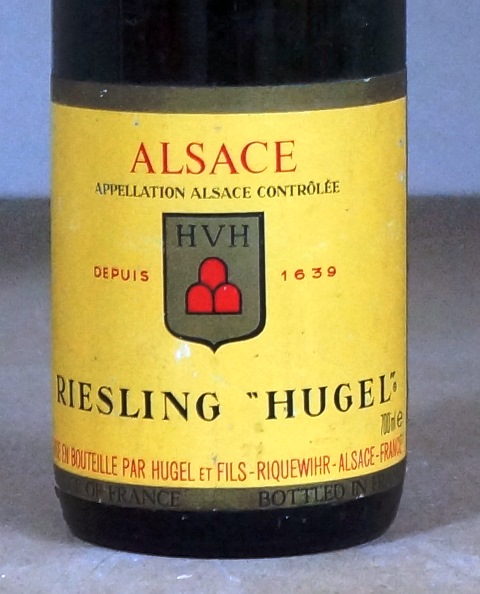 ALSACE
APPELLATION ALSACE CONTRÔLÉE
HVH
DEPUIS 1639
RIESLING "HUGEL"®
700 ml e
EN BOUTEILLE PAR HUGEL ET FILS-RIQUEWIHR-ALSACE-FRANCE
OF FRANCE BOTTLED IN